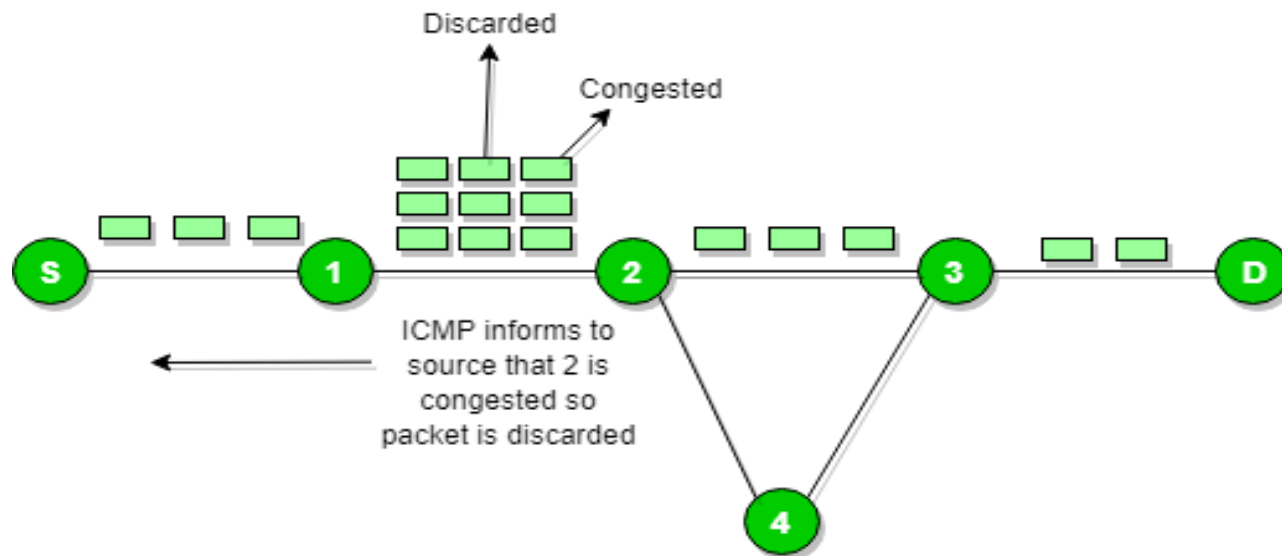 Discarded
Congested
S
1
2
3
D
ICMP informs to
source that 2 is
congested so
packet is discarded
4